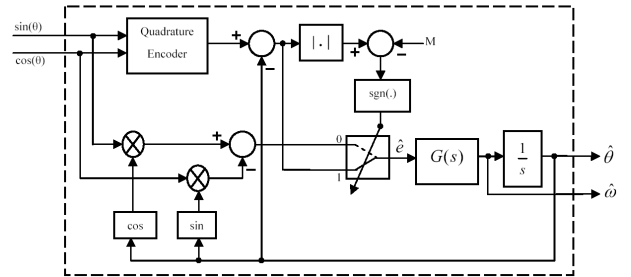 sin(θ)
cos(θ)
Quadrature
Encoder
+
−
| . |
+
−
M
sgn(.)
+
−
0
1
ê
G(s)
1
s
θ̂
ω̂
cos
sin